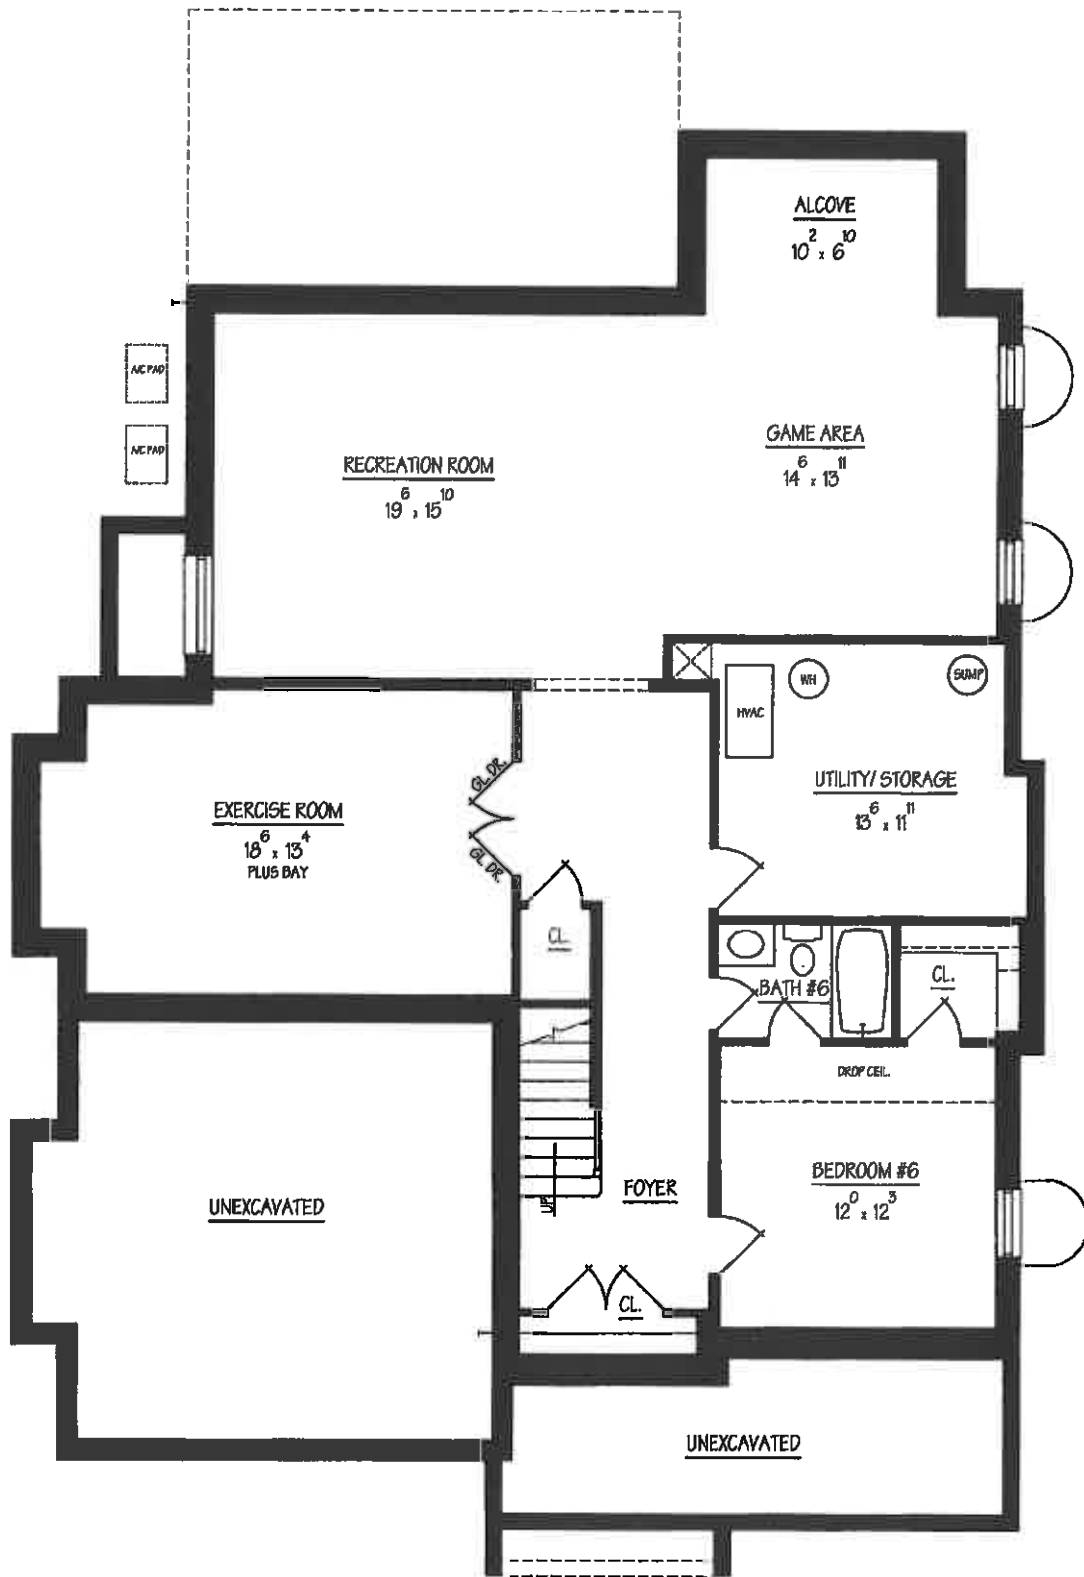 ALCOVE
10² x 6¹⁰
A/C PAD
A/C PAD
GAME AREA
14⁶ x 13¹¹
RECREATION ROOM
19⁶ x 15¹⁰
WH
SUMP
HVAC
GL. DR.
UTILITY/ STORAGE
13⁶ x 11¹¹
EXERCISE ROOM
18⁶ x 13⁴
PLUS BAY
GL. DR.
CL.
CL.
BATH #6
DROP CEIL.
BEDROOM #6
12⁰ x 12³
FOYER
UP
UNEXCAVATED
CL.
UNEXCAVATED